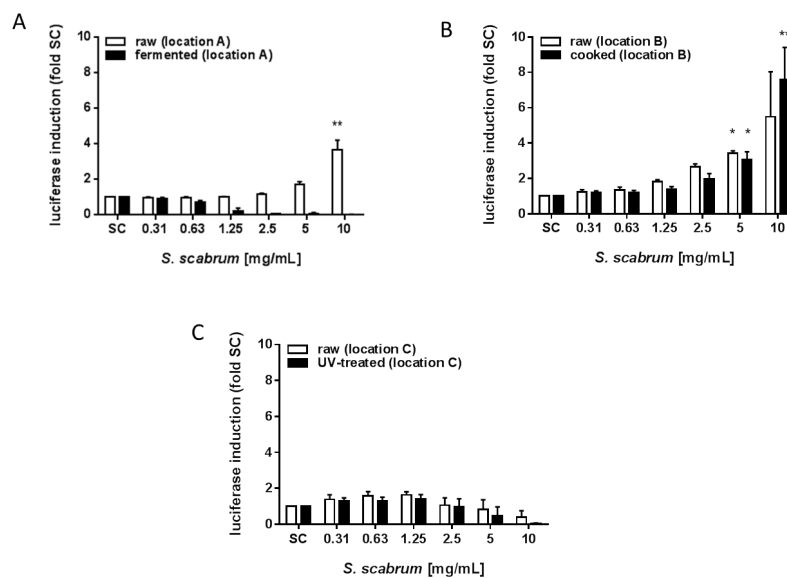 A
raw (location A)
fermented (location A)
luciferase induction (fold SC)
10
8
6
4
2
0
**
SC 0.31 0.63 1.25 2.5 5 10
S. scabrum [mg/mL]
B
raw (location B)
cooked (location B)
luciferase induction (fold SC)
10
8
6
4
2
0
* *
**
SC 0.31 0.63 1.25 2.5 5 10
S. scabrum [mg/mL]
C
raw (location C)
UV-treated (location C)
luciferase induction (fold SC)
10
8
6
4
2
0
SC 0.31 0.63 1.25 2.5 5 10
S. scabrum [mg/mL]